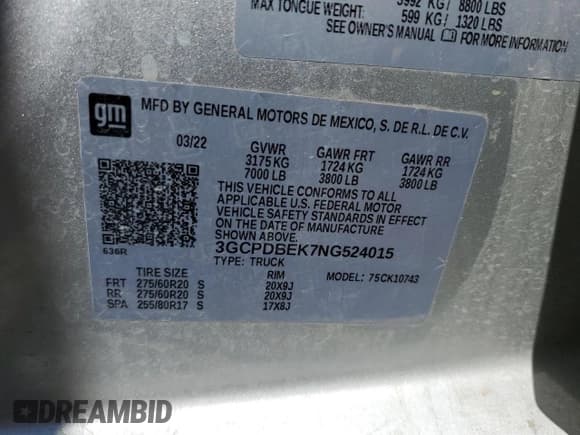 3992 KG / 8800 LBS
MAX TONGUE WEIGHT: 599 KG / 1320 LBS
SEE OWNER'S MANUAL FOR MORE INFORMATION
gm
MFD BY GENERAL MOTORS DE MEXICO, S. DE R.L. DE C.V.
03/22 GVWR GAWR FRT GAWR RR
3175 KG 1724 KG 1724 KG
7000 LB 3800 LB 3800 LB
THIS VEHICLE CONFORMS TO ALL
APPLICABLE U.S. FEDERAL MOTOR
VEHICLE SAFETY STANDARDS IN EFFECT
ON THE DATE OF MANUFACTURE SHOWN ABOVE.
3GCPDBEK7NG524015
636R
TYPE: TRUCK
TIRE SIZE RIM MODEL: 75CK10743
FRT 275/60R20 S 20X9J
RR 275/60R20 S 20X9J
SPA 255/80R17 S 17X8J
DREAMBID